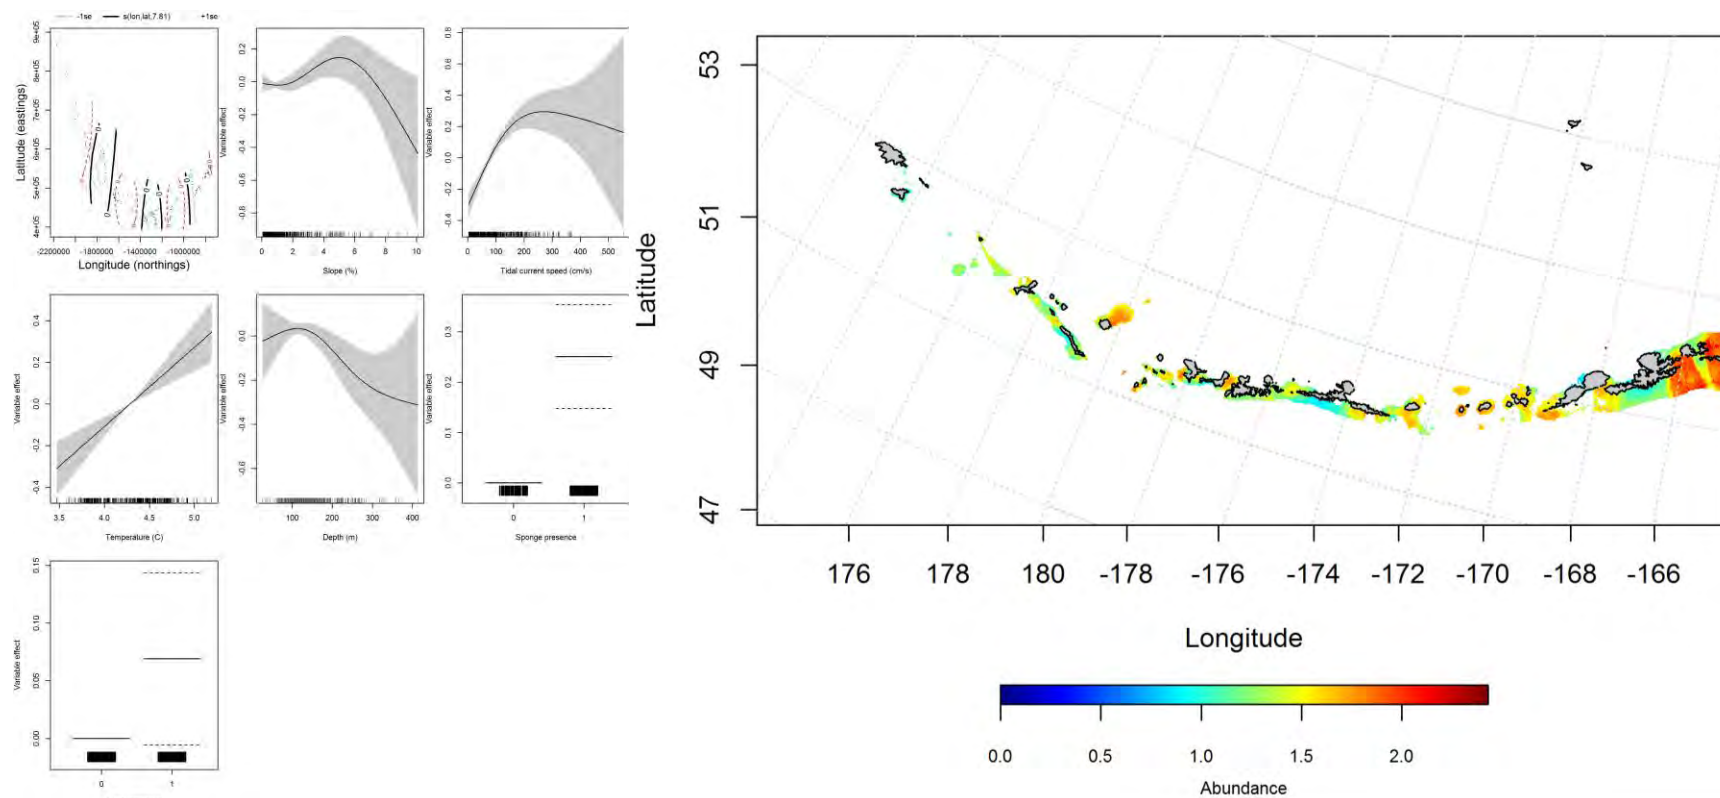 -1se s(lon,lat,7.81) +1se
Latitude (eastings)
4e+05 5e+05 6e+05 7e+05 8e+05 9e+05
-2200000 -1800000 -1400000 -1000000
Longitude (northings)
Variable effect
0.2 0.0 -0.2 -0.4 -0.6 -0.8
0 2 4 6 8 10
Slope (%)
Variable effect
0.8 0.6 0.4 0.2 0.0 -0.2 -0.4
0 100 200 300 400 500
Tidal current speed (cm/s)
Variable effect
0.4 0.2 0.0 -0.2 -0.4
3.5 4.0 4.5 5.0
Temperature (C)
Variable effect
0.0 -0.2 -0.4 -0.6
100 200 300 400
Depth (m)
Variable effect
0.3 0.2 0.1 0.0
0 1
Sponge presence
Variable effect
0.15 0.10 0.05 0.00
0 1
Latitude
53
51
49
47
176 178 180 -178 -176 -174 -172 -170 -168 -166
Longitude
0.0 0.5 1.0 1.5 2.0
Abundance